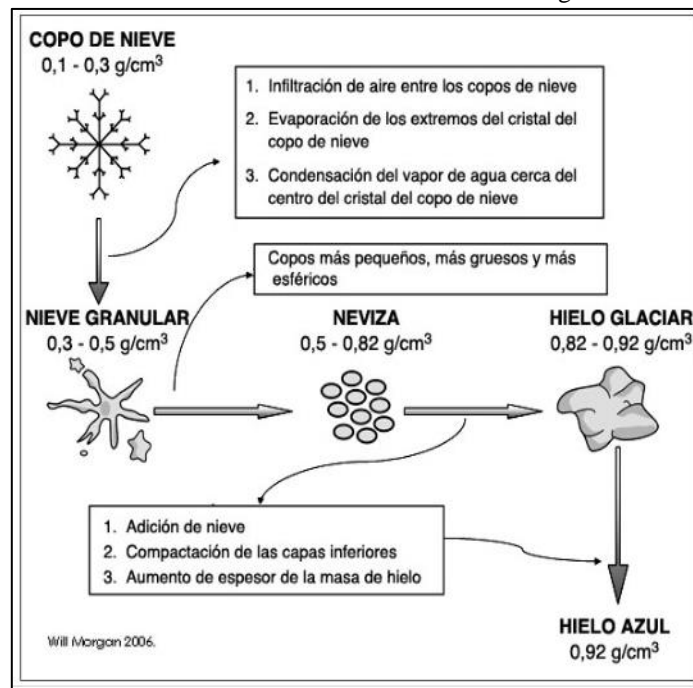 COPO DE NIEVE
0,1 - 0,3 g/cm³
1. Infiltración de aire entre los copos de nieve
2. Evaporación de los extremos del cristal del
copo de nieve
3. Condensación del vapor de agua cerca del
centro del cristal del copo de nieve
Copos más pequeños, más gruesos y más
esféricos
NIEVE GRANULAR
0,3 - 0,5 g/cm³
NEVIZA
0,5 - 0,82 g/cm³
HIELO GLACIAR
0,82 - 0,92 g/cm³
1. Adición de nieve
2. Compactación de las capas inferiores
3. Aumento de espesor de la masa de hielo
HIELO AZUL
0,92 g/cm³
Will Morgan 2006.